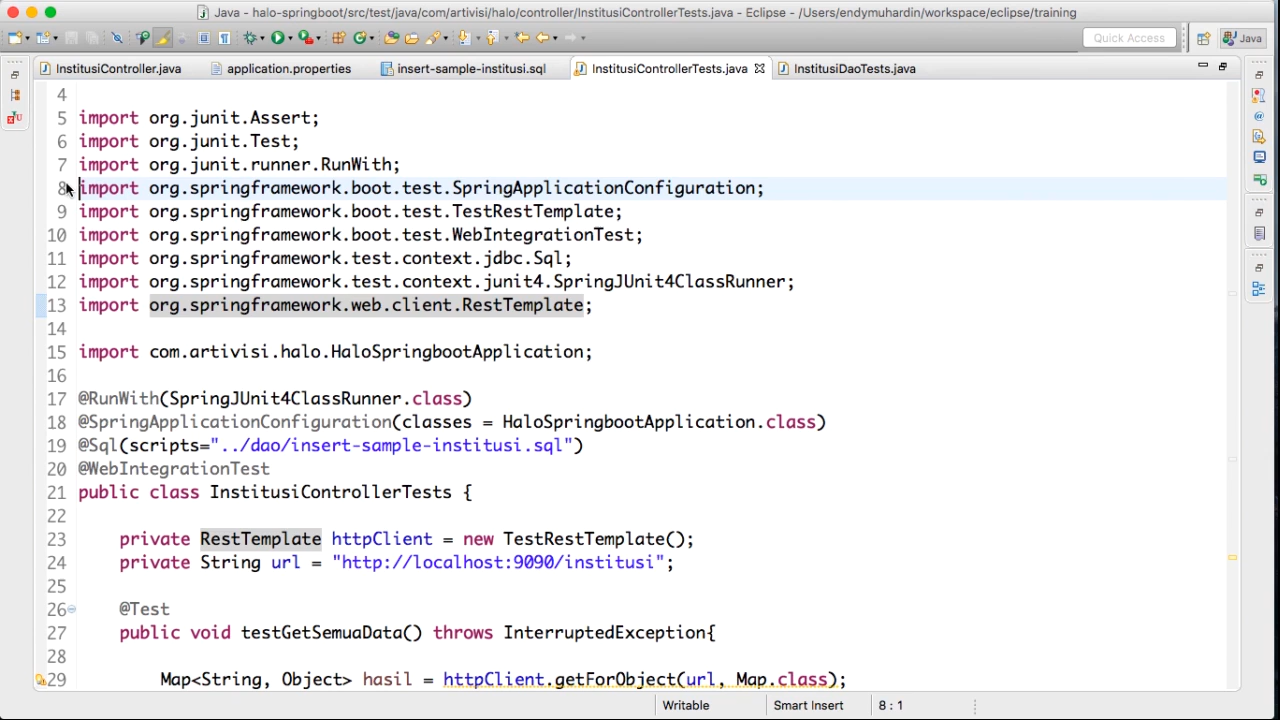 Java - halo-springboot/src/test/java/com/artivisi/halo/controller/InstitusiControllerTests.java - Eclipse - /Users/endymuhardin/workspace/eclipse/training
Quick Access
Java
InstitusiController.java
application.properties
insert-sample-institusi.sql
InstitusiControllerTests.java
InstitusiDaoTests.java
4
5 import org.junit.Assert;
6 import org.junit.Test;
7 import org.junit.runner.RunWith;
8 import org.springframework.boot.test.SpringApplicationConfiguration;
9 import org.springframework.boot.test.TestRestTemplate;
10 import org.springframework.boot.test.WebIntegrationTest;
11 import org.springframework.test.context.jdbc.Sql;
12 import org.springframework.test.context.junit4.SpringJUnit4ClassRunner;
13 import org.springframework.web.client.RestTemplate;
14
15 import com.artivisi.halo.HaloSpringbootApplication;
16
17 @RunWith(SpringJUnit4ClassRunner.class)
18 @SpringApplicationConfiguration(classes = HaloSpringbootApplication.class)
19 @Sql(scripts="../dao/insert-sample-institusi.sql")
20 @WebIntegrationTest
21 public class InstitusiControllerTests {
22
23 private RestTemplate httpClient = new TestRestTemplate();
24 private String url = "http://localhost:9090/institusi";
25
26 @Test
27 public void testGetSemuaData() throws InterruptedException{
28
29 Map<String, Object> hasil = httpClient.getForObject(url, Map.class);
Writable
Smart Insert
8 : 1